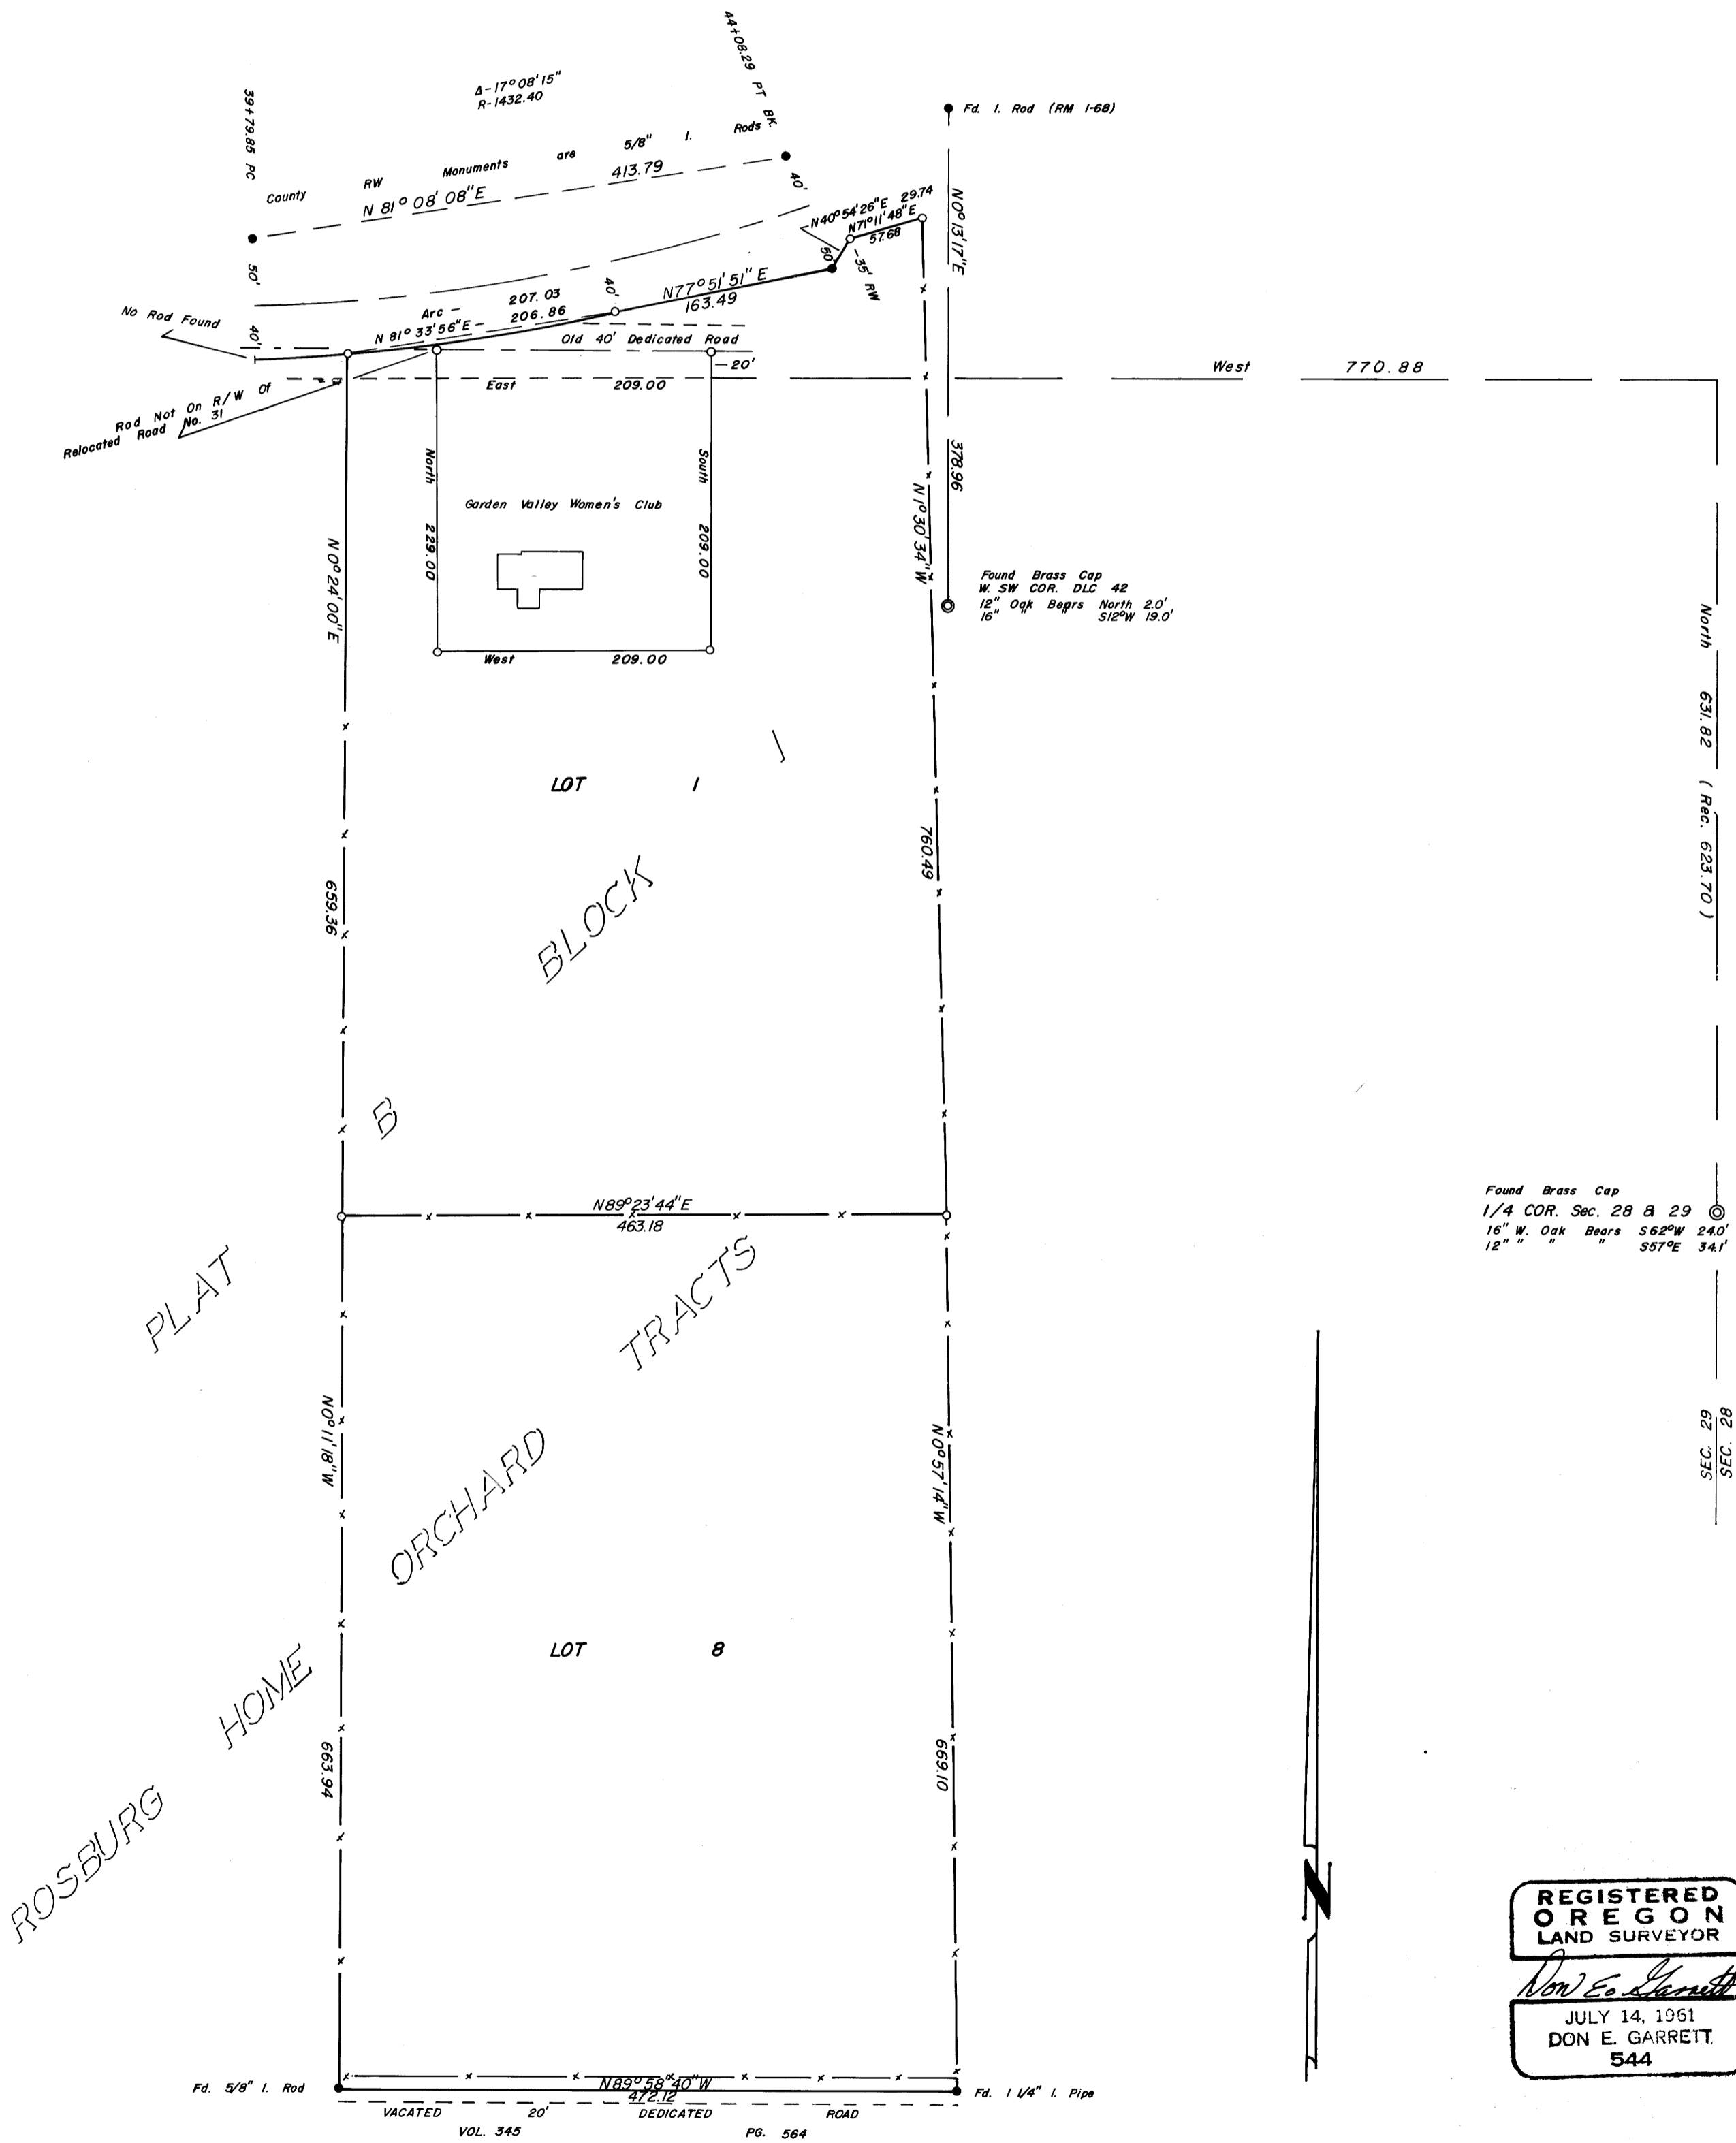 44+08.29 PT BK.
Δ-17°08'15"
R-1432.40
39+79.85 PC
Fd. I. Rod (RM 1-68)
County RW Monuments are 5/8" I. Rods
N 81° 08' 08"E 413.79
40'
50'
N40°54'26"E 29.74
N71°11'48"E
57.68
50'
35' RW
N0°13'17"E
378.96
No Rod Found
40'
Arc - 207.03
N 81° 33'56"E - 206.86
40'
N77°51'51"E
163.49
Old 40' Dedicated Road
20'
East 209.00
West 770.88
Rod Not On R/W Of
Relocated Road No. 31
North 229.00
South 209.00
Garden Valley Women's Club
West 209.00
N0°24'00"E
659.36
N 1°30'34"W
760.49
Found Brass Cap
W. SW COR. DLC 42
12" Oak Bears North 2.0'
16" " " S12°W 19.0'
North 631.82 (Rec. 623.70)
LOT 1
BLOCK 1
B
N89°23'44"E
463.18
Found Brass Cap
1/4 COR. Sec. 28 & 29
16" W. Oak Bears S62°W 24.0'
12" " " " S57°E 34.1'
PLAT
TRACTS
N0°11'18"W
663.94
N0°57'14"W
669.10
SEC. 29
SEC. 28
ORCHARD
LOT 8
HOME
ROSBURG
N
REGISTERED
OREGON
LAND SURVEYOR
Don E. Garrett
JULY 14, 1961
DON E. GARRETT
544
Fd. 5/8" I. Rod
N89°58'40"W
472.12
Fd. 1 1/4" I. Pipe
VACATED 20' DEDICATED ROAD
VOL. 345 PG. 564